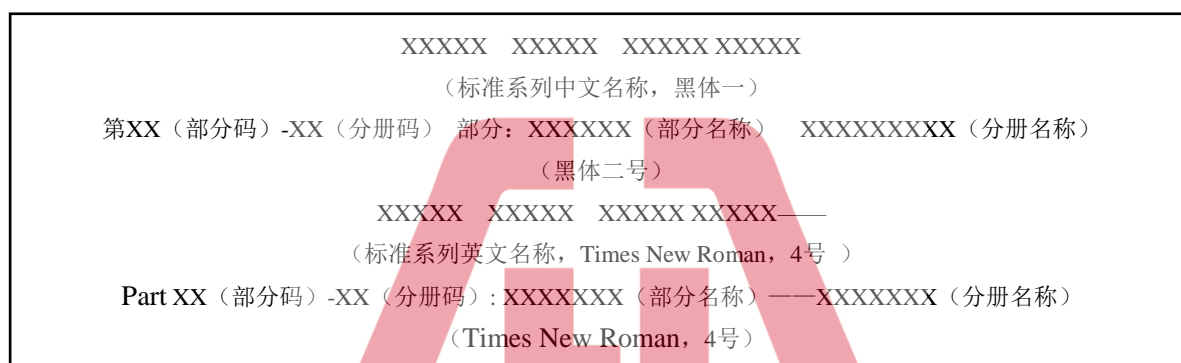 XXXXX XXXXX XXXXX XXXXX
（标准系列中文名称，黑体一）
第XX（部分码）-XX（分册码） 部分：XXXXXX（部分名称） XXXXXXXXXX（分册名称）
（黑体二号）
XXXXX XXXXX XXXXX XXXXX——
（标准系列英文名称，Times New Roman，4号 ）
Part XX（部分码）-XX（分册码）: XXXXXXX（部分名称）——XXXXXXX（分册名称）
（Times New Roman，4号）